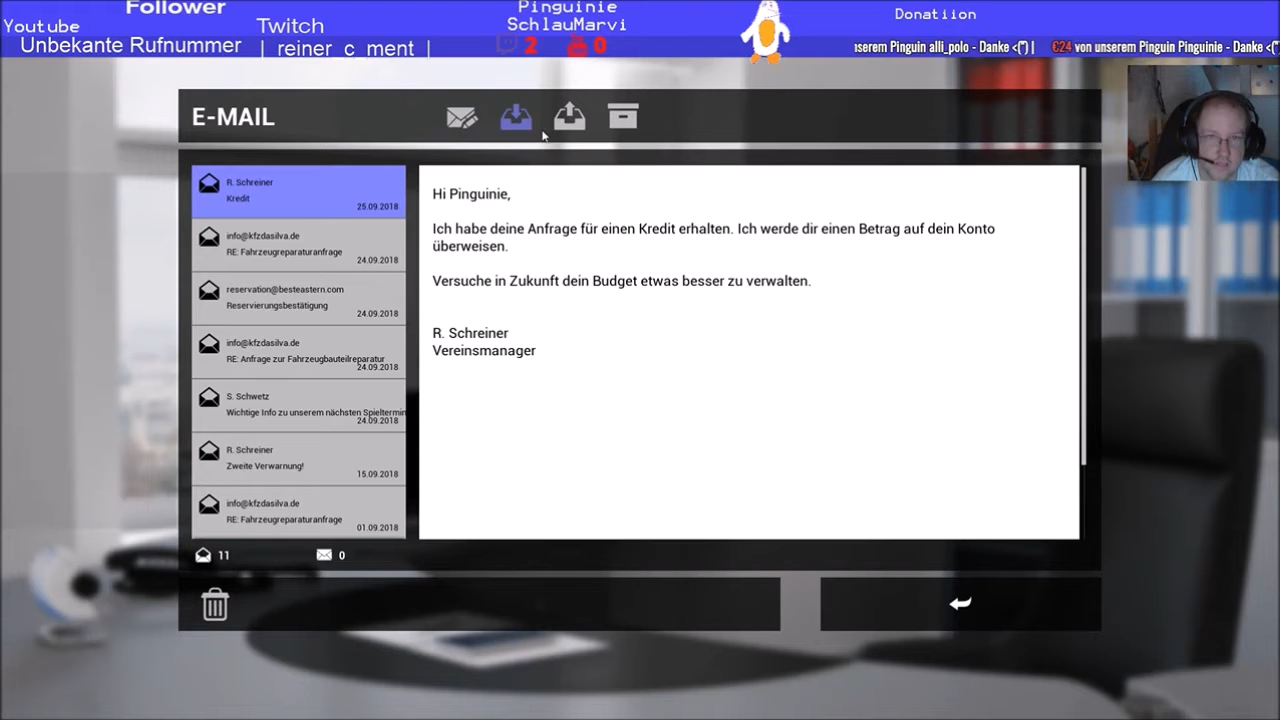 Follower
Pinguinie
Donatiion
Youtube
Twitch
SchlauMarvi
Unbekante Rufnummer
| reiner_c_ment |
2
0
serem Pinguin alli_polo - Danke <(") |
€24 von unserem Pinguin Pinguinie - Danke <("
E-MAIL
R. Schreiner
Kredit
25.09.2018
info@kfzdasilva.de
RE: Fahrzeugreparaturanfrage
24.09.2018
reservation@besteastern.com
Reservierungsbestätigung
24.09.2018
info@kfzdasilva.de
RE: Anfrage zur Fahrzeugbauteilreparatur
24.09.2018
S. Schwetz
Wichtige Info zu unserem nächsten Spieltermin
24.09.2018
R. Schreiner
Zweite Verwarnung!
15.09.2018
info@kfzdasilva.de
RE: Fahrzeugreparaturanfrage
01.09.2018
11
0
Hi Pinguinie,
Ich habe deine Anfrage für einen Kredit erhalten. Ich werde dir einen Betrag auf dein Konto
überweisen.
Versuche in Zukunft dein Budget etwas besser zu verwalten.
R. Schreiner
Vereinsmanager